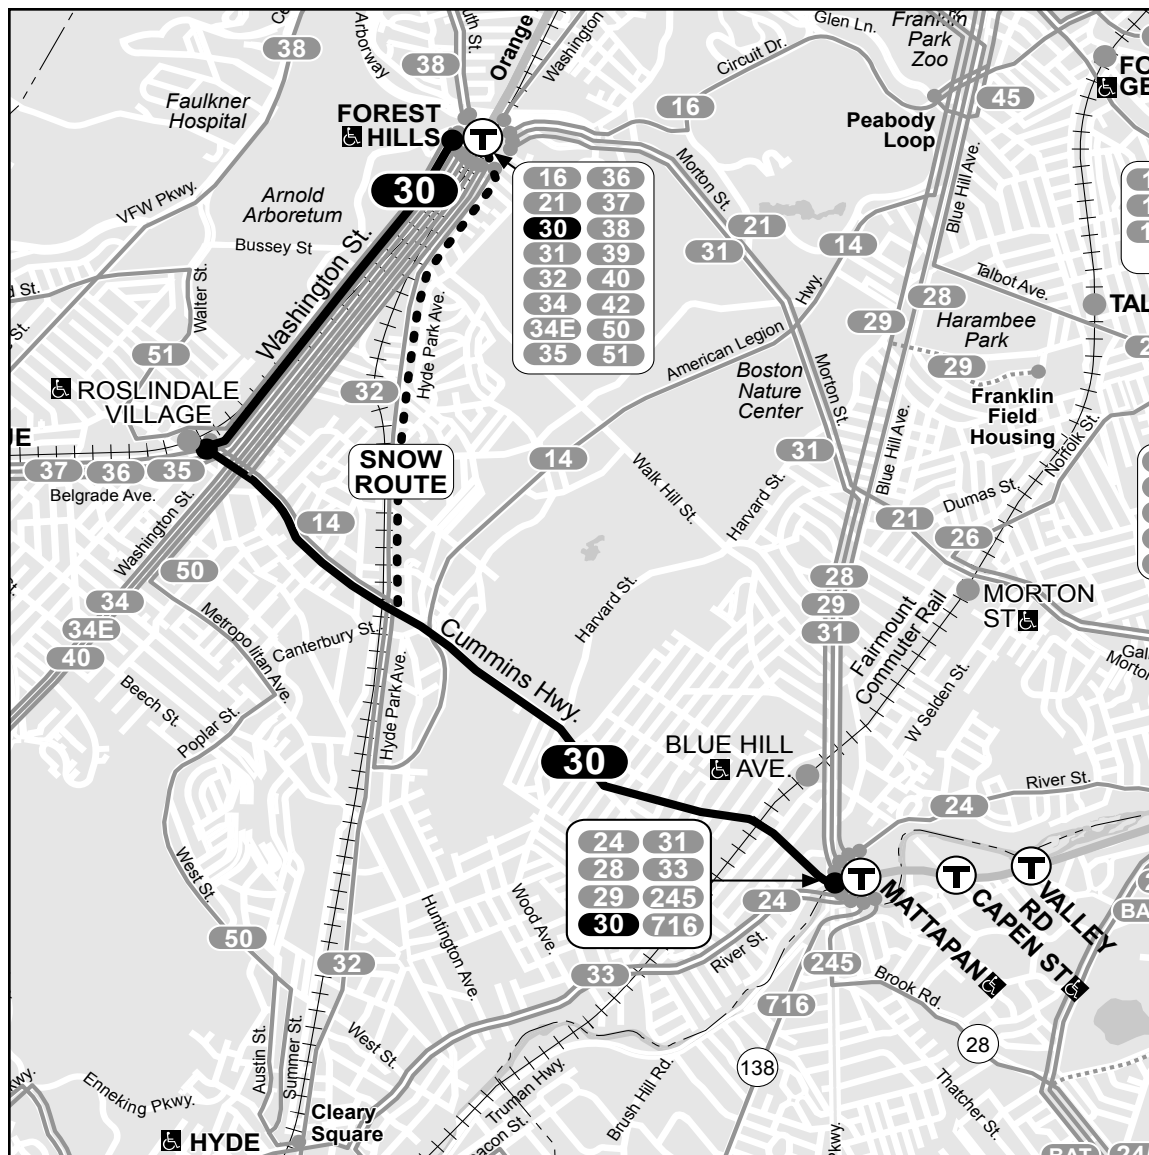 38
Arborway
South St.
38
Orange
Washington
Circuit Dr.
Glen Ln.
Franklin
Park
Zoo
FO
GE
45
16
Faulkner
Hospital
FOREST
HILLS
T
Peabody
Loop
30
VFW Pkwy.
Arnold
Arboretum
Bussey St
Walter St.
Washington St.
16 36
21 37
30 38
31 39
32 40
34 42
34E 50
35 51
Morton St.
21
31
14
Blue Hill Ave.
Hwy.
Talbot Ave.
TAL
28
29
Harambee
Park
29
Franklin
Field
Housing
Hyde Park Ave.
American Legion
Boston
Nature
Center
Morton St.
51
ROSLINDALE
VILLAGE
32
UE
37 36 35
Belgrade Ave.
SNOW
ROUTE
14
31
Blue Hill Ave.
Norfolk St.
Walk Hill St.
Harvard St.
Dumas St.
21
26
Washington St.
14
50
34
34E
40
28
29
31
MORTON
ST
Fairmount
Commuter Rail
Harvard St.
Metropolitan Ave.
Canterbury St.
Cummins Hwy.
Hyde Park Ave.
Beech St.
Poplar St.
W Selden St.
BLUE HILL
AVE.
30
River St.
24
24 31
28 33
29 245
30 716
T
MATTAPAN
T
CAPEN ST
T
VALLEY
RD
BA
West St.
50
Huntington Ave.
Wood Ave.
24
River St.
33
32
245
Brook Rd.
716
28
138
Austin St.
Summer St.
West St.
Truman Hwy.
Brush Hill Rd.
Thatcher St.
Enneking Pkwy.
Cleary
Square
HYDE
Pkwy.
BAT
24